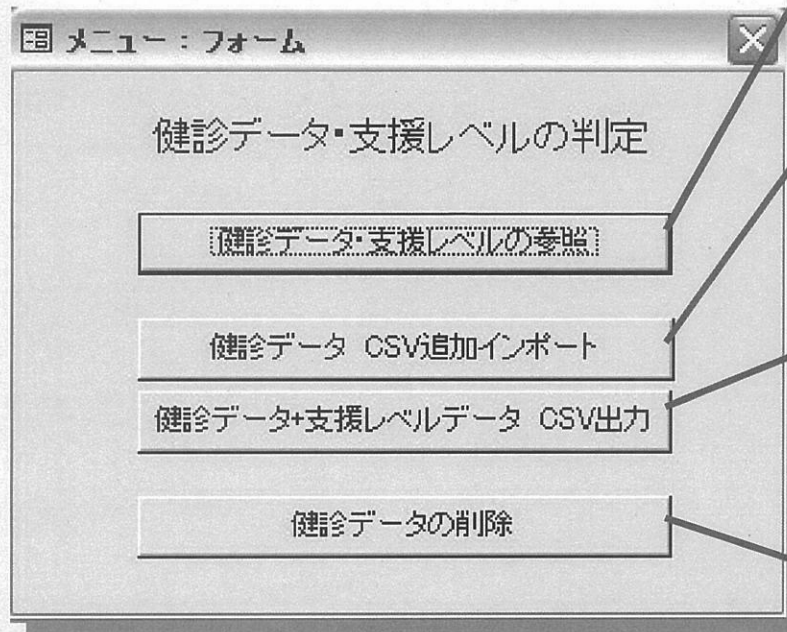 メニュー : フォーム
健診データ・支援レベルの判定
健診データ・支援レベルの参照
健診データ CSV追加インポート
健診データ+支援レベルデータ CSV出力
健診データの削除